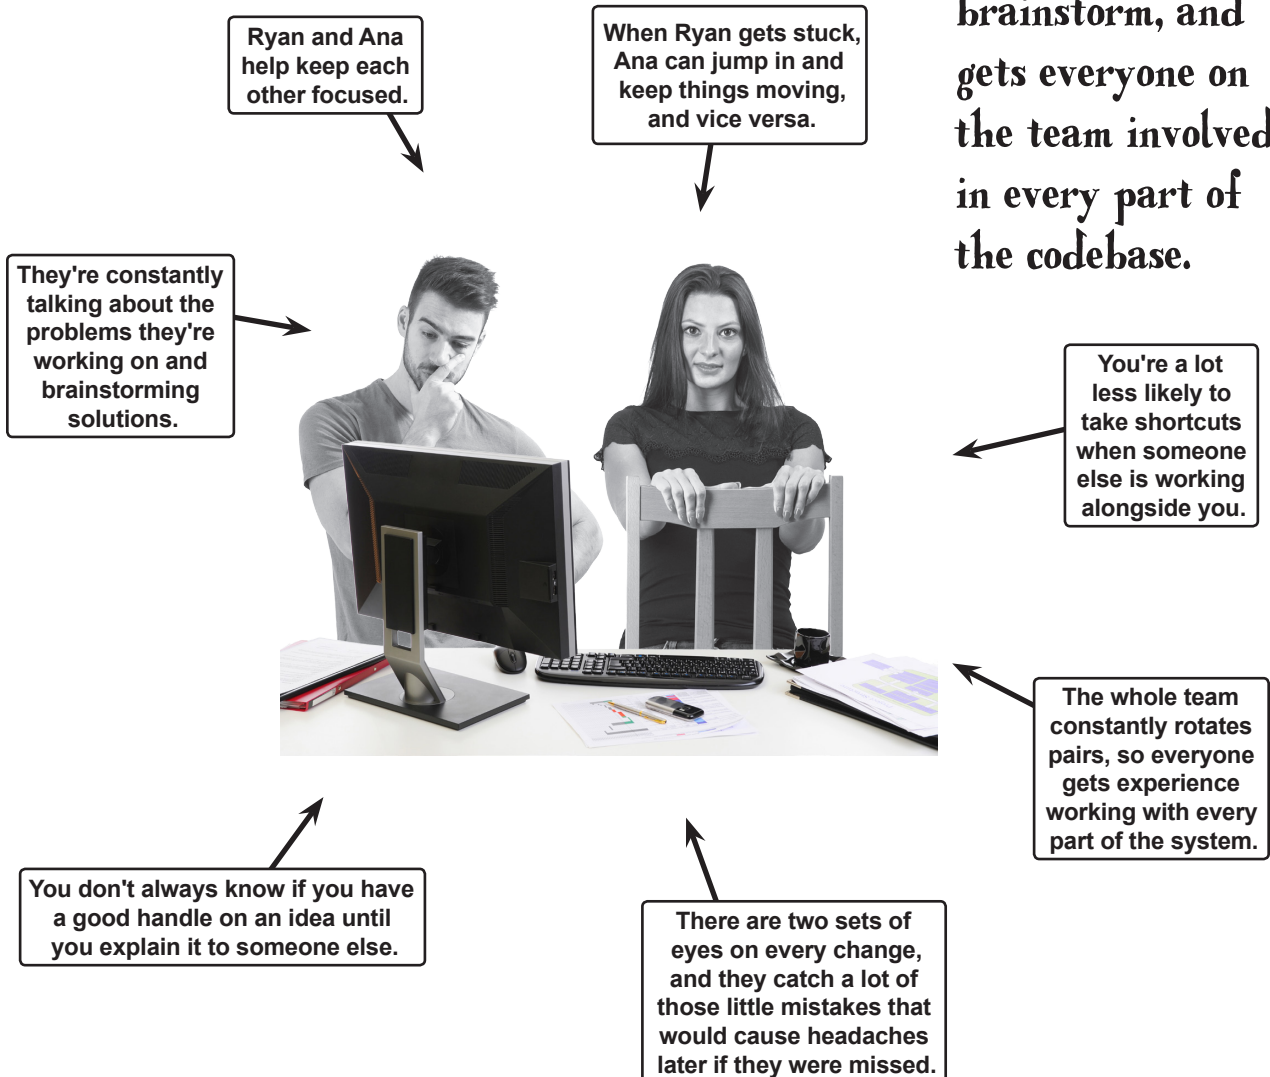 brainstorm, and
gets everyone on
the team involved
in every part of
the codebase.
Ryan and Ana
help keep each
other focused.
When Ryan gets stuck,
Ana can jump in and
keep things moving,
and vice versa.
They're constantly
talking about the
problems they're
working on and
brainstorming
solutions.
You're a lot
less likely to
take shortcuts
when someone
else is working
alongside you.
The whole team
constantly rotates
pairs, so everyone
gets experience
working with every
part of the system.
You don't always know if you have
a good handle on an idea until
you explain it to someone else.
There are two sets of
eyes on every change,
and they catch a lot of
those little mistakes that
would cause headaches
later if they were missed.